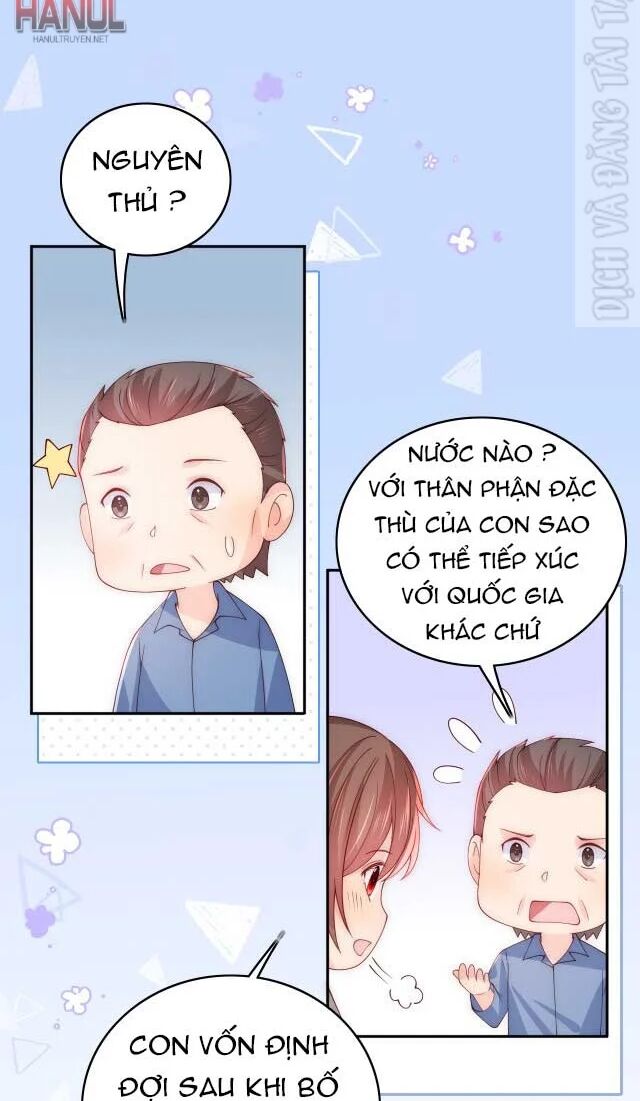 HANUL
HANULTRUYEN.NET
DỊCH VÀ ĐĂNG TẢI TẠ
NGUYÊN
THỦ ?
NƯỚC NÀO ?
VỚI THÂN PHẬN ĐẶC
THÙ CỦA CON SAO
CÓ THỂ TIẾP XÚC
VỚI QUỐC GIA
KHÁC CHỨ
CON VỐN ĐỊNH
ĐỢI SAU KHI BỐ